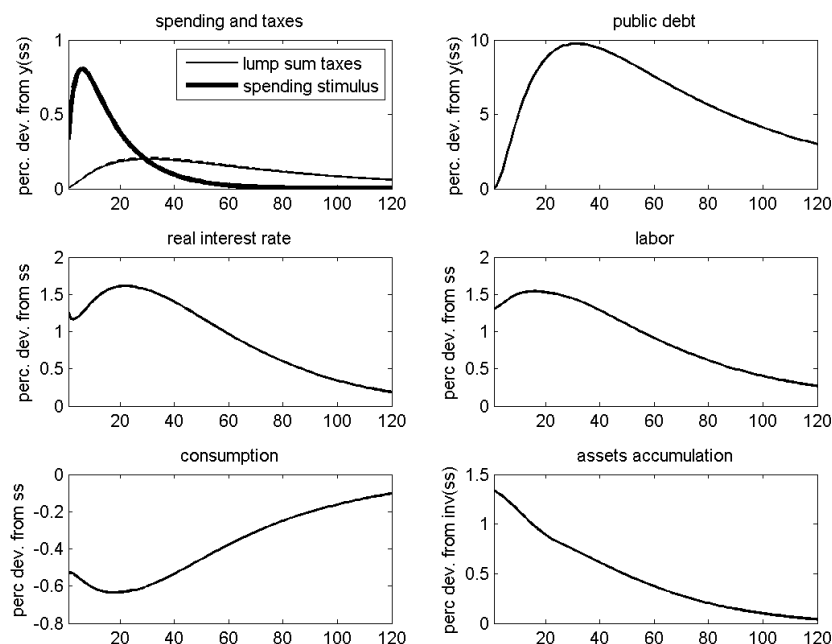 spending and taxes
perc. dev. from y(ss)
1
0.5
0
lump sum taxes
spending stimulus
20 40 60 80 100 120
public debt
perc. dev. from y(ss)
10
5
0
20 40 60 80 100 120
real interest rate
perc. dev. from ss
2
1.5
1
0.5
0
20 40 60 80 100 120
labor
perc dev. from ss
2
1.5
1
0.5
0
20 40 60 80 100 120
consumption
perc dev. from ss
0
-0.2
-0.4
-0.6
-0.8
20 40 60 80 100 120
assets accumulation
perc dev. from inv(ss)
1.5
1
0.5
0
20 40 60 80 100 120